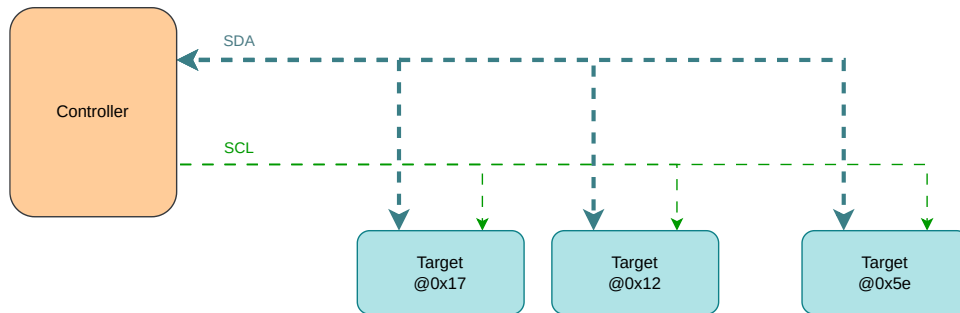 SDA
Controller
SCL
Target
@0x17
Target
@0x12
Target
@0x5e